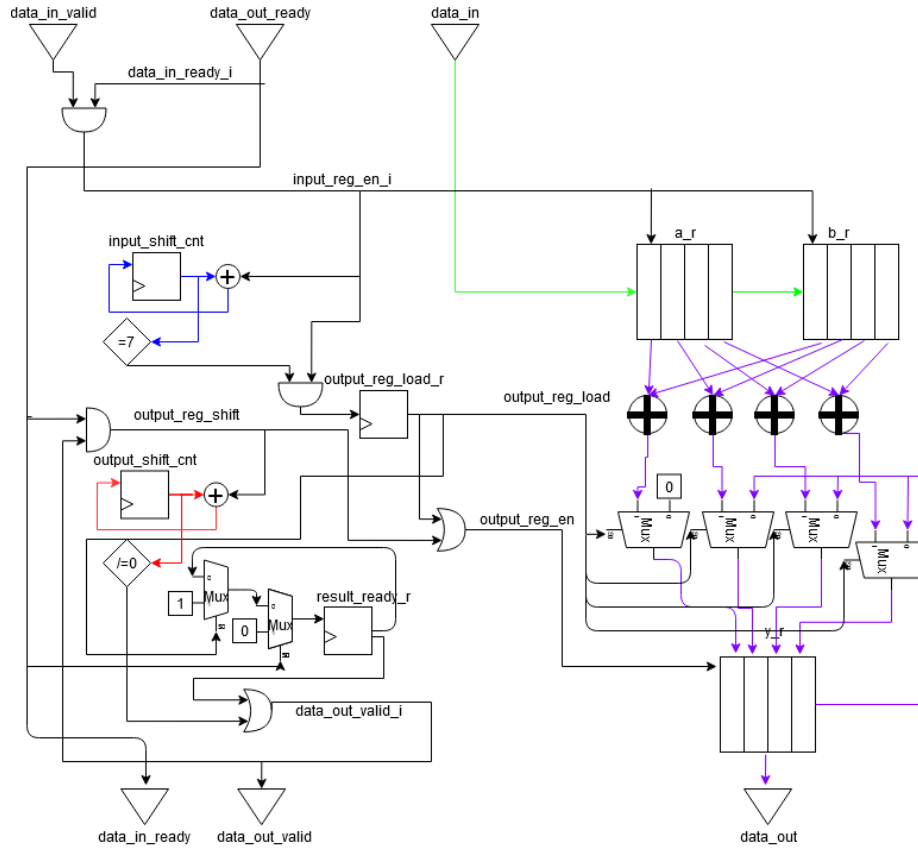 data_in_valid
data_out_ready
data_in
data_in_ready_i
input_reg_en_i
input_shift_cnt
a_r
b_r
=7
output_reg_load_r
output_reg_load
output_reg_shift
output_shift_cnt
0
output_reg_en
Mux
I
o
Mux
I
o
Mux
I
o
Mux
I
o
/=0
o
Mux
1
o
Mux
0
result_ready_r
y_r
data_out_valid_i
data_in_ready
data_out_valid
data_out